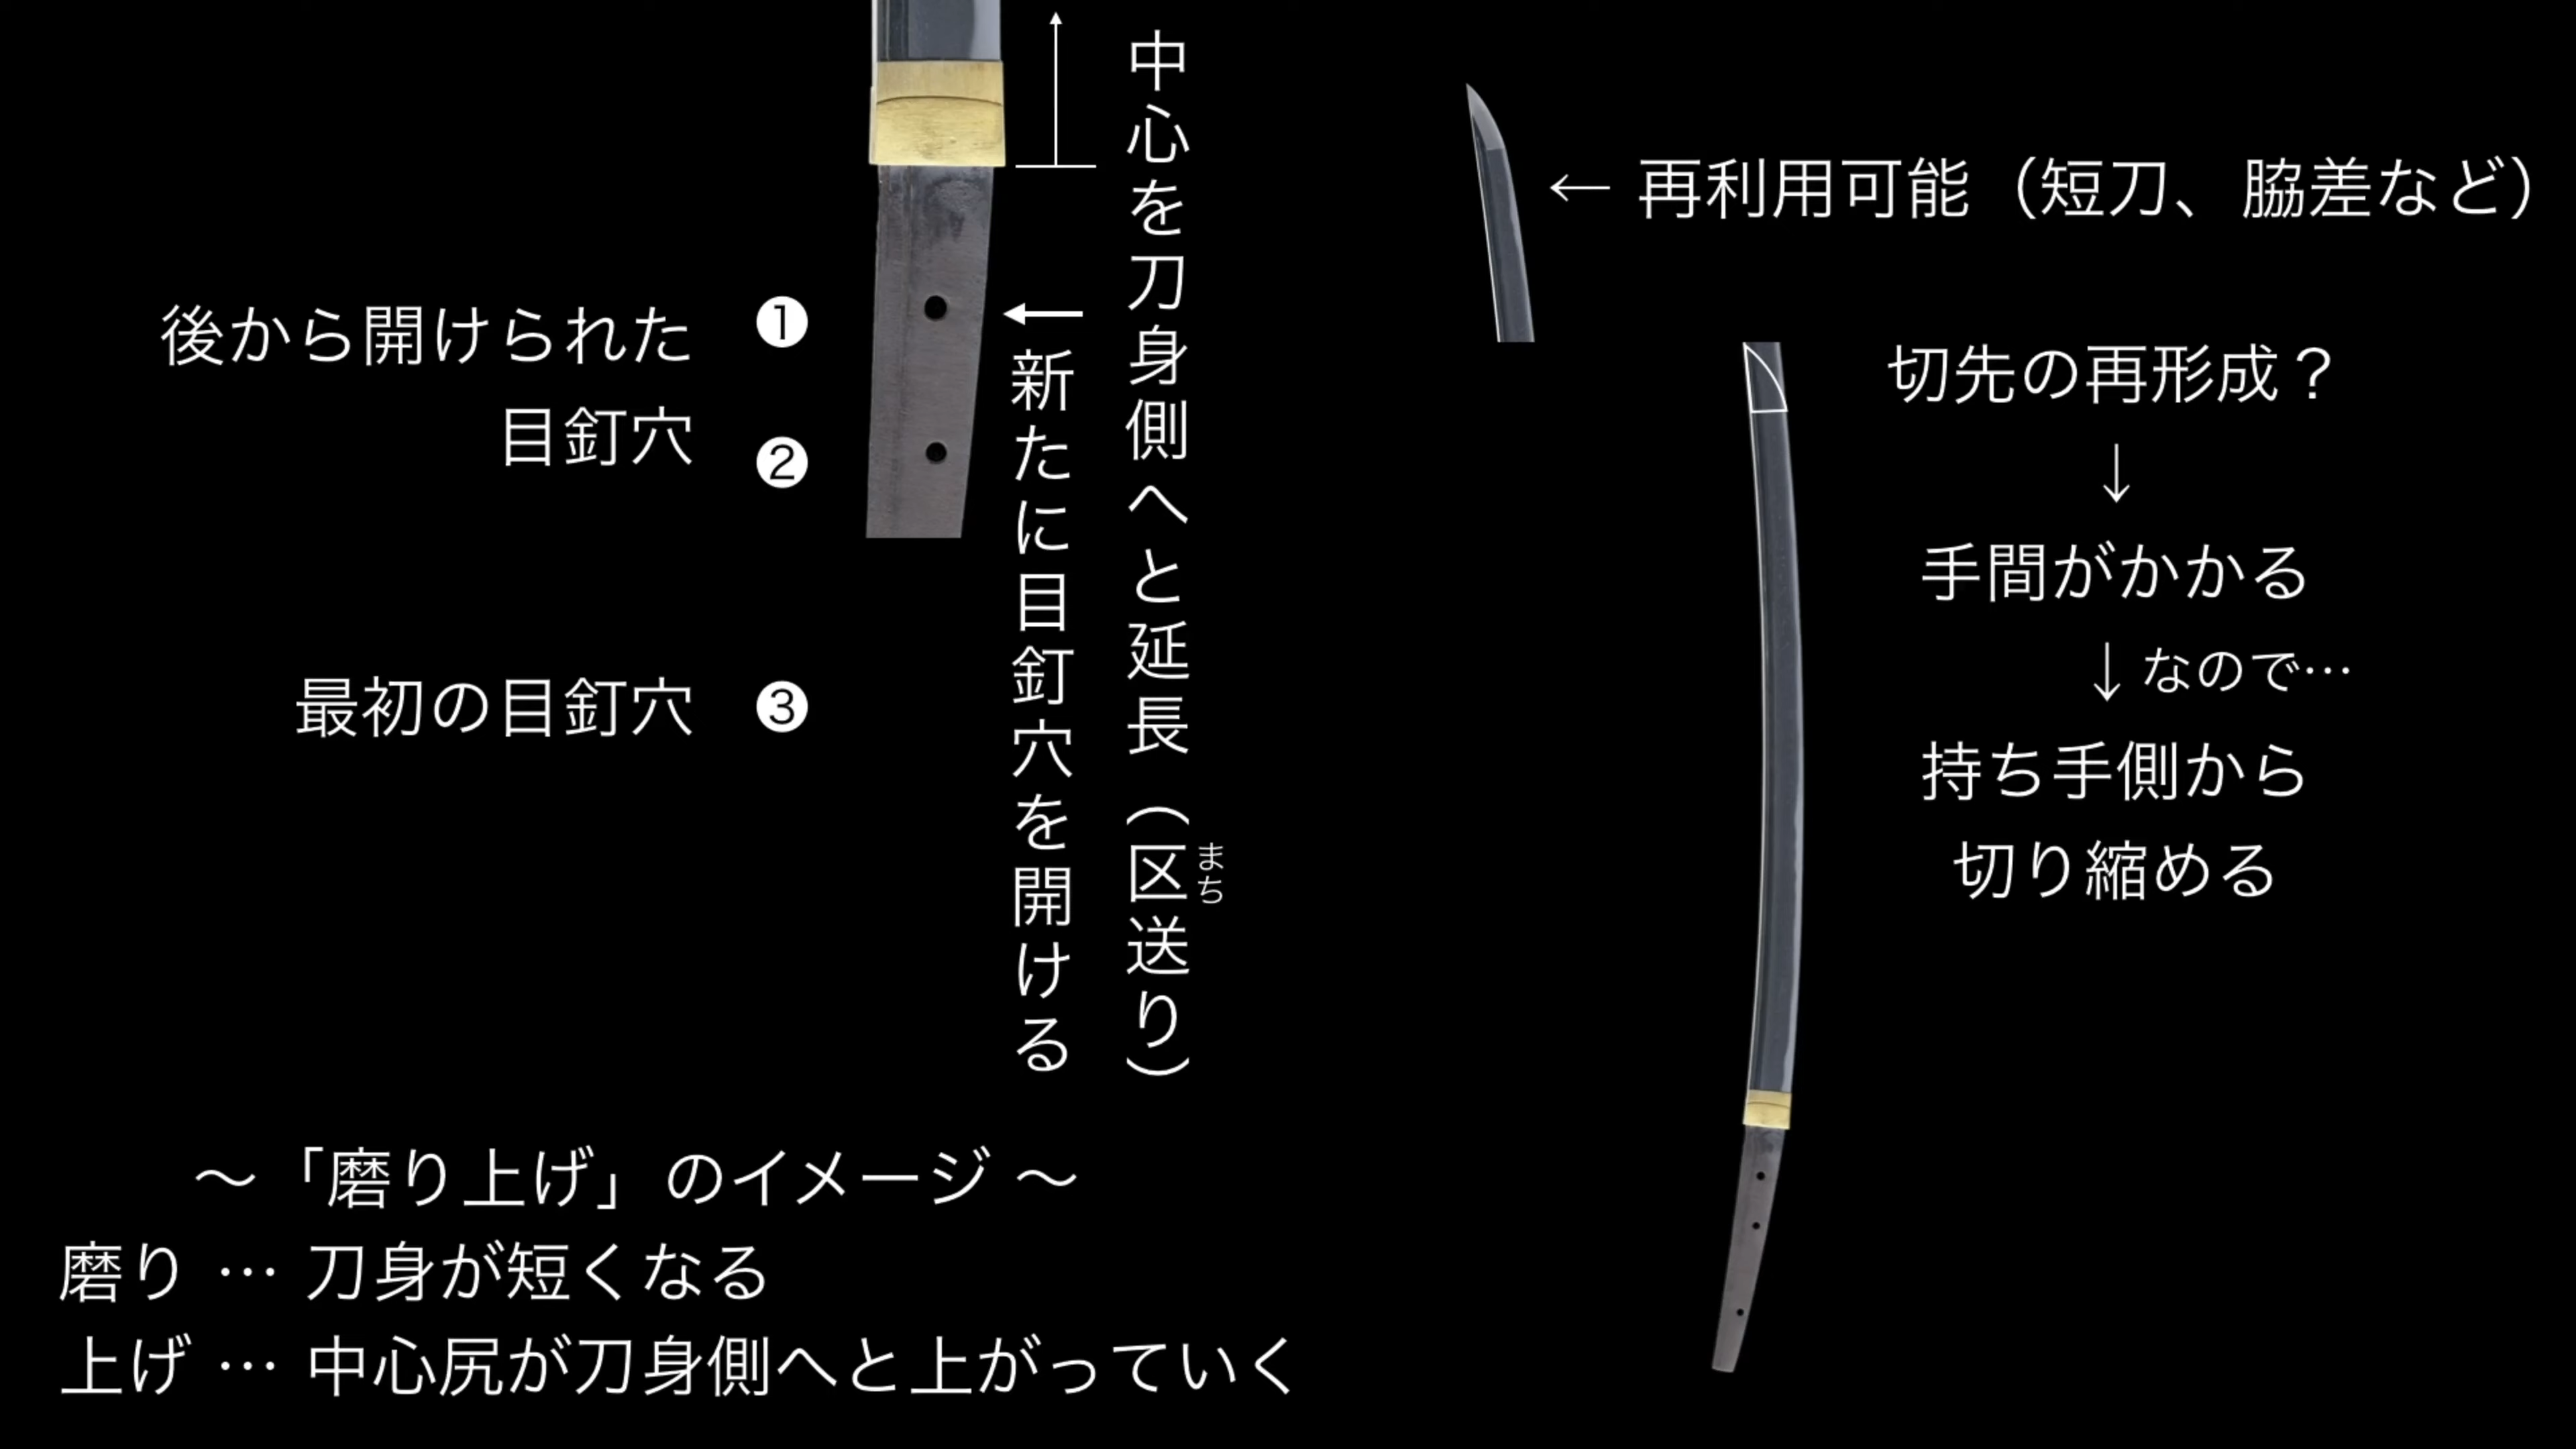 中心を刀身側へと延長（区送り）
まち
新たに目釘穴を開ける
←
後から開けられた
目釘穴
❶
❷
最初の目釘穴 ❸
～「磨り上げ」のイメージ～
磨り … 刀身が短くなる
上げ … 中心尻が刀身側へと上がっていく
← 再利用可能（短刀、脇差など）
切先の再形成？
↓
手間がかかる
↓なので…
持ち手側から
切り縮める